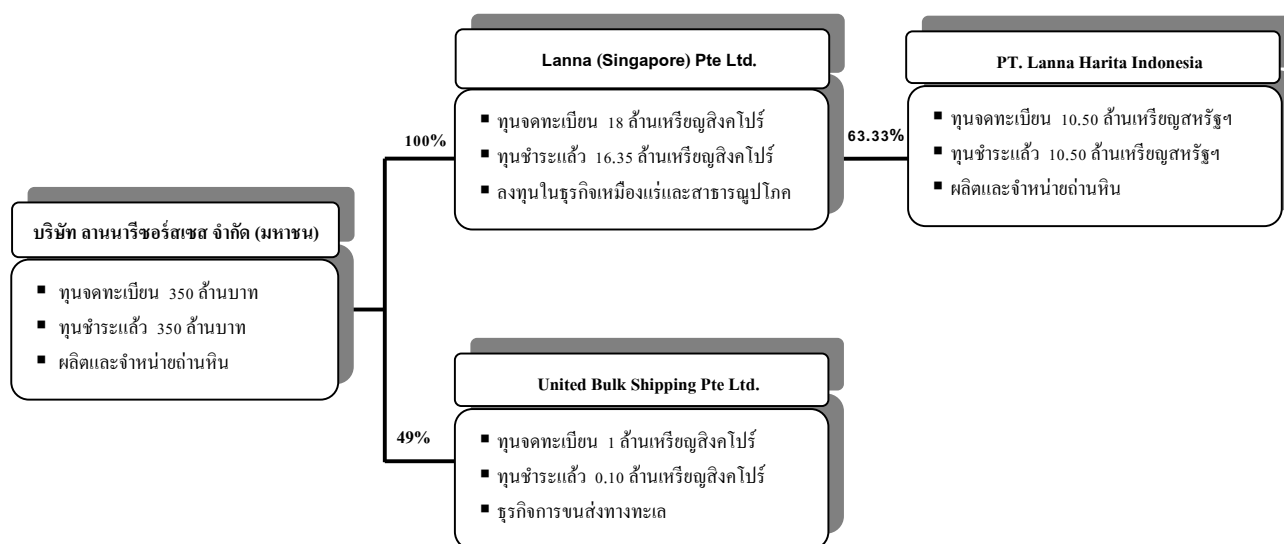 บริษัท ลานนารีซอร์สเซส จำกัด (มหาชน)
▪ ทุนจดทะเบียน 350 ล้านบาท
▪ ทุนชำระแล้ว 350 ล้านบาท
▪ ผลิตและจำหน่ายถ่านหิน
100%
Lanna (Singapore) Pte Ltd.
▪ ทุนจดทะเบียน 18 ล้านเหรียญสิงคโปร์
▪ ทุนชำระแล้ว 16.35 ล้านเหรียญสิงคโปร์
▪ ลงทุนในธุรกิจเหมืองแร่และสาธารณูปโภค
63.33%
PT. Lanna Harita Indonesia
▪ ทุนจดทะเบียน 10.50 ล้านเหรียญสหรัฐฯ
▪ ทุนชำระแล้ว 10.50 ล้านเหรียญสหรัฐฯ
▪ ผลิตและจำหน่ายถ่านหิน
49%
United Bulk Shipping Pte Ltd.
▪ ทุนจดทะเบียน 1 ล้านเหรียญสิงคโปร์
▪ ทุนชำระแล้ว 0.10 ล้านเหรียญสิงคโปร์
▪ ธุรกิจการขนส่งทางทะเล